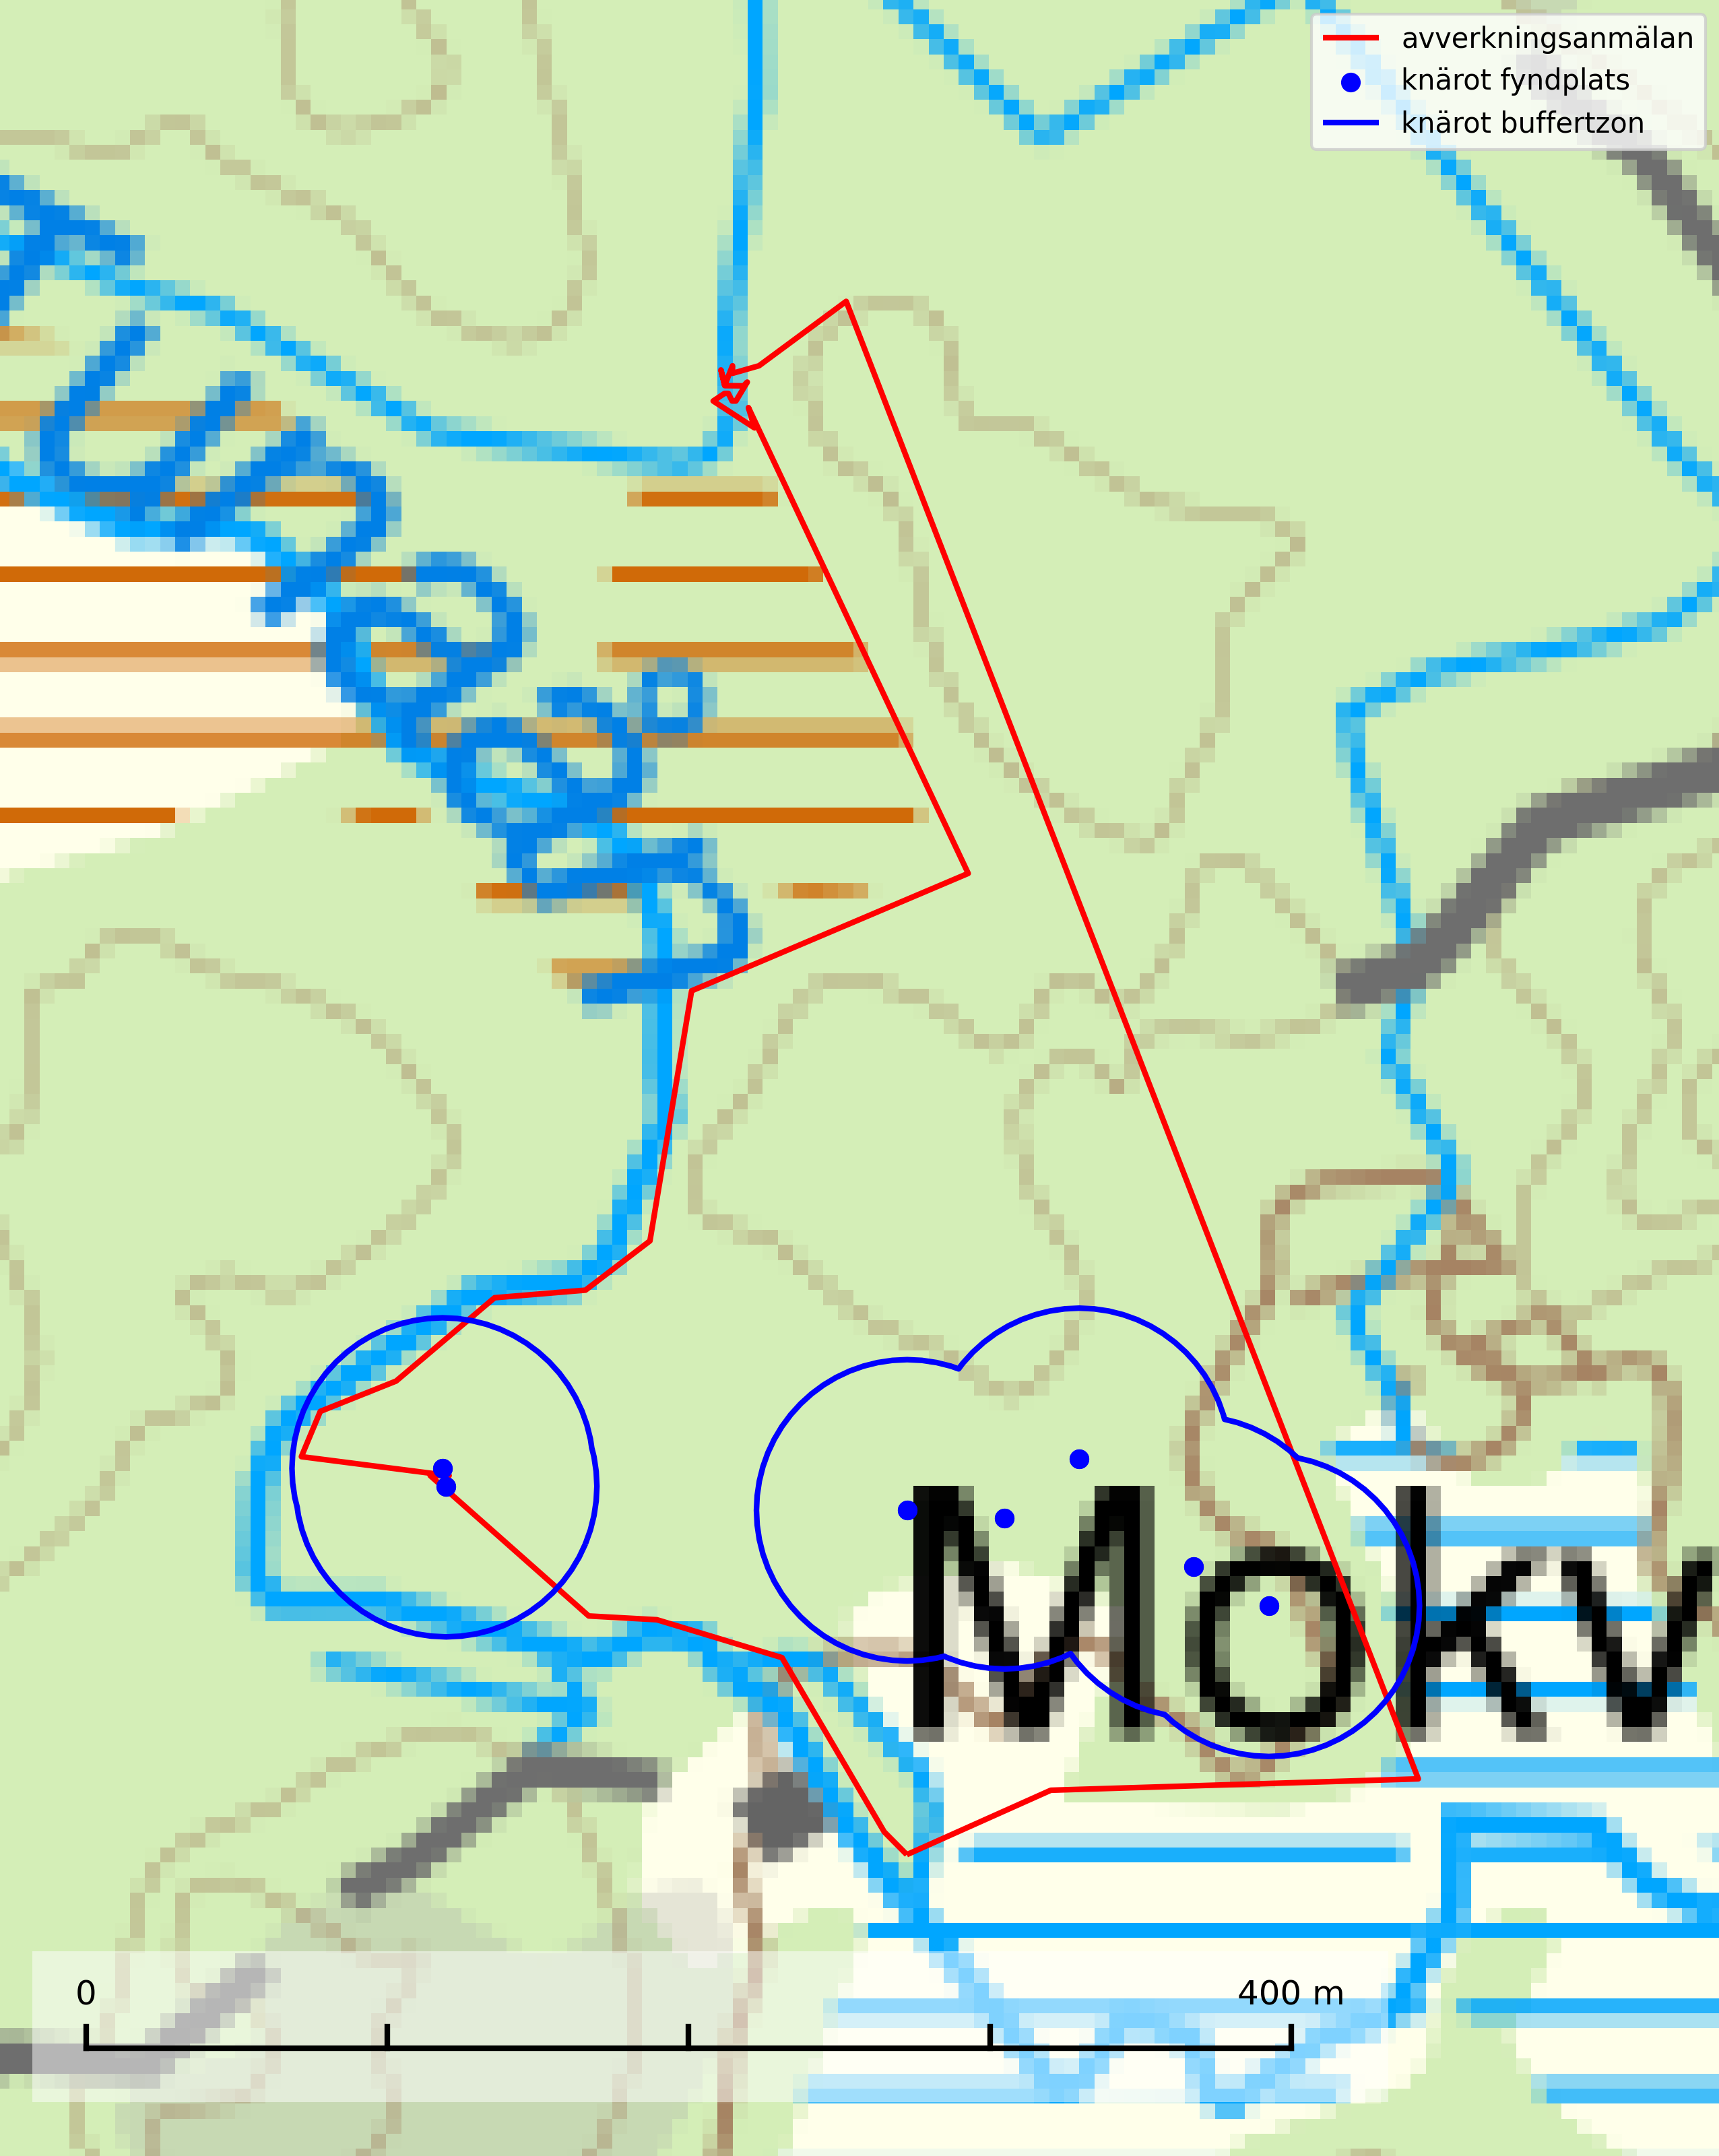 avverkningsanmälan
knärot fyndplats
knärot buffertzon
Mokv
0 400 m